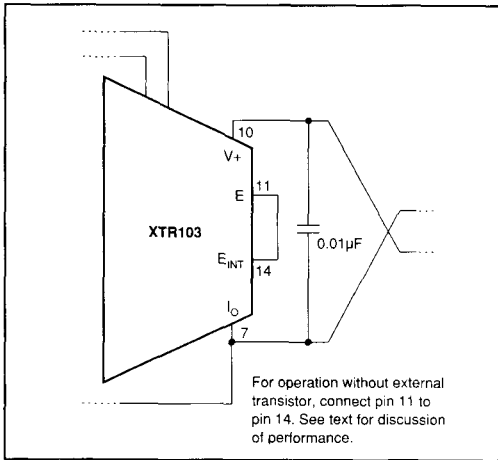 10
V+
11
E
XTR103
0.01µF
E_INT
14
I_O
7
For operation without external
transistor, connect pin 11 to
pin 14. See text for discussion
of performance.